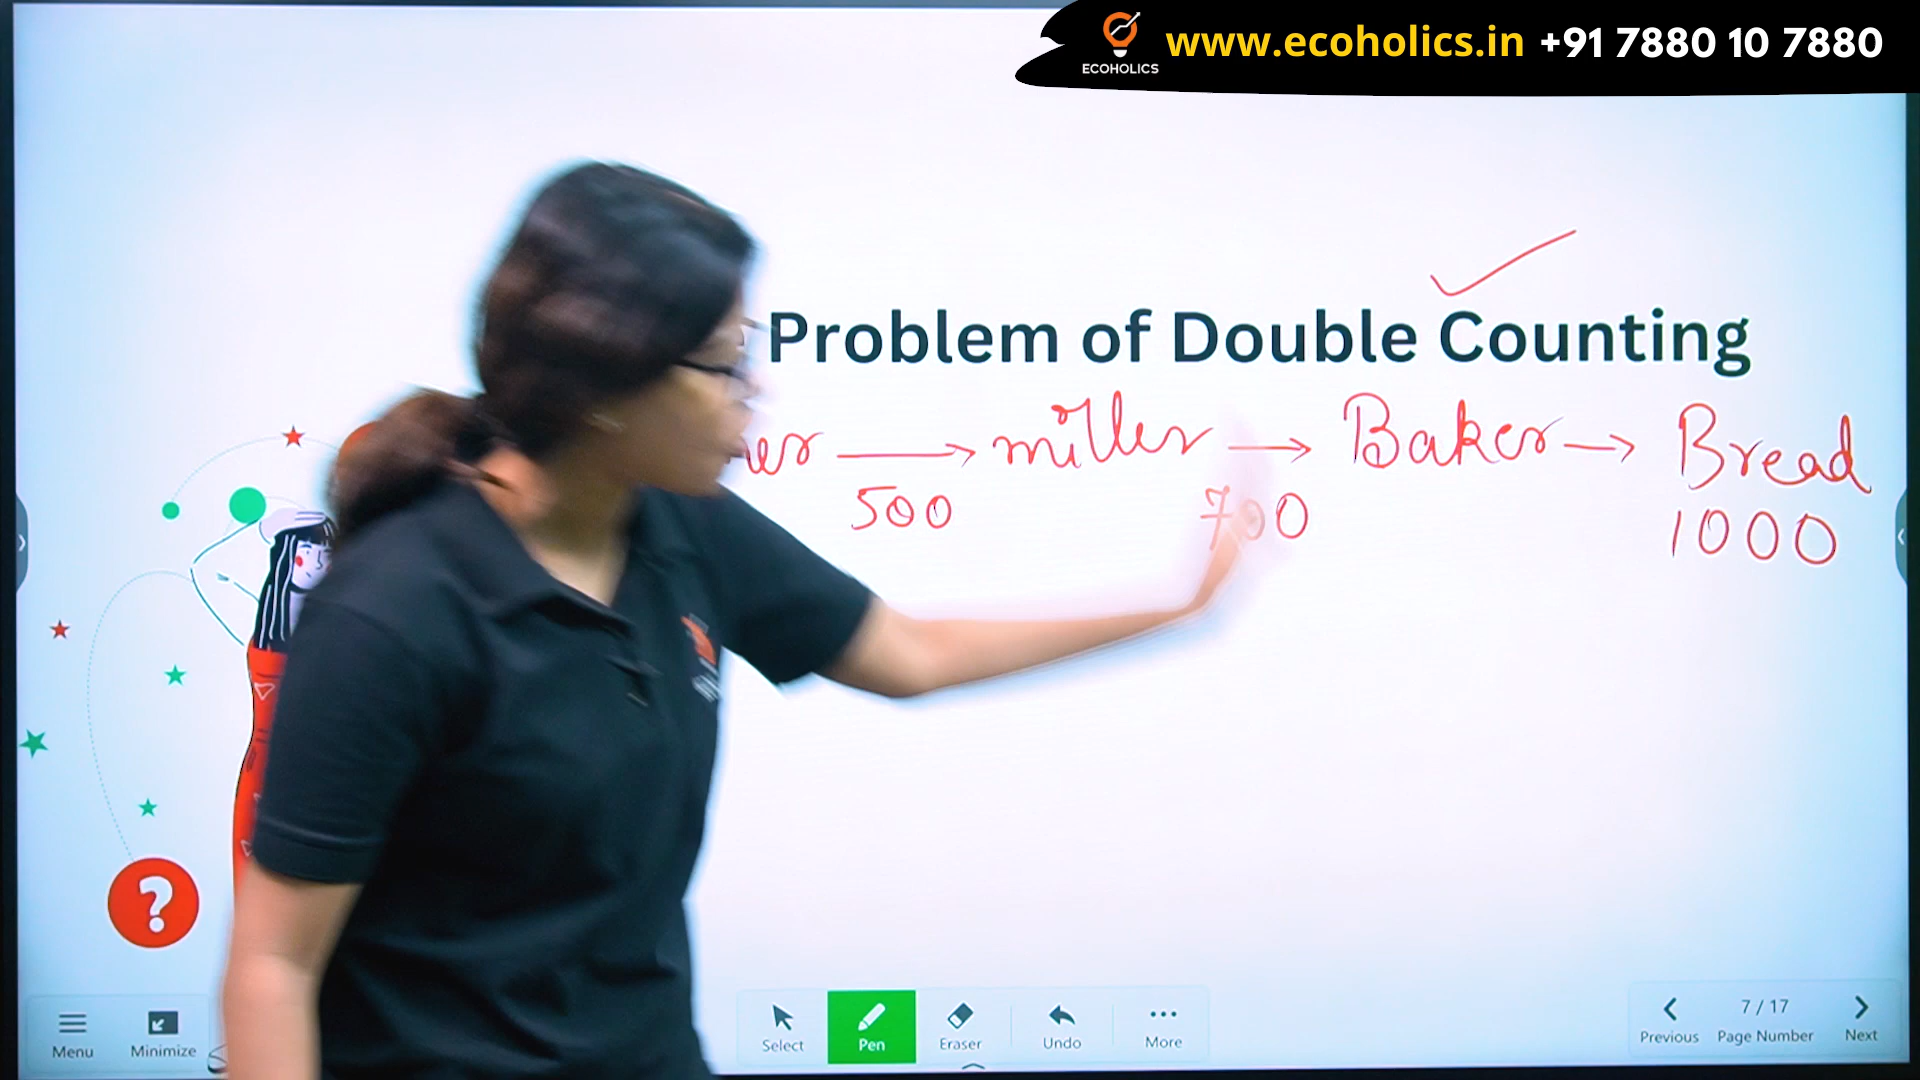 www.ecoholics.in +91 7880 10 7880
ECOHOLICS
Problem of Double Counting
→ miller → Baker → Bread
500 700 1000
?
Menu Minimize Select Pen Eraser Undo More Previous Page Number Next
7 / 17